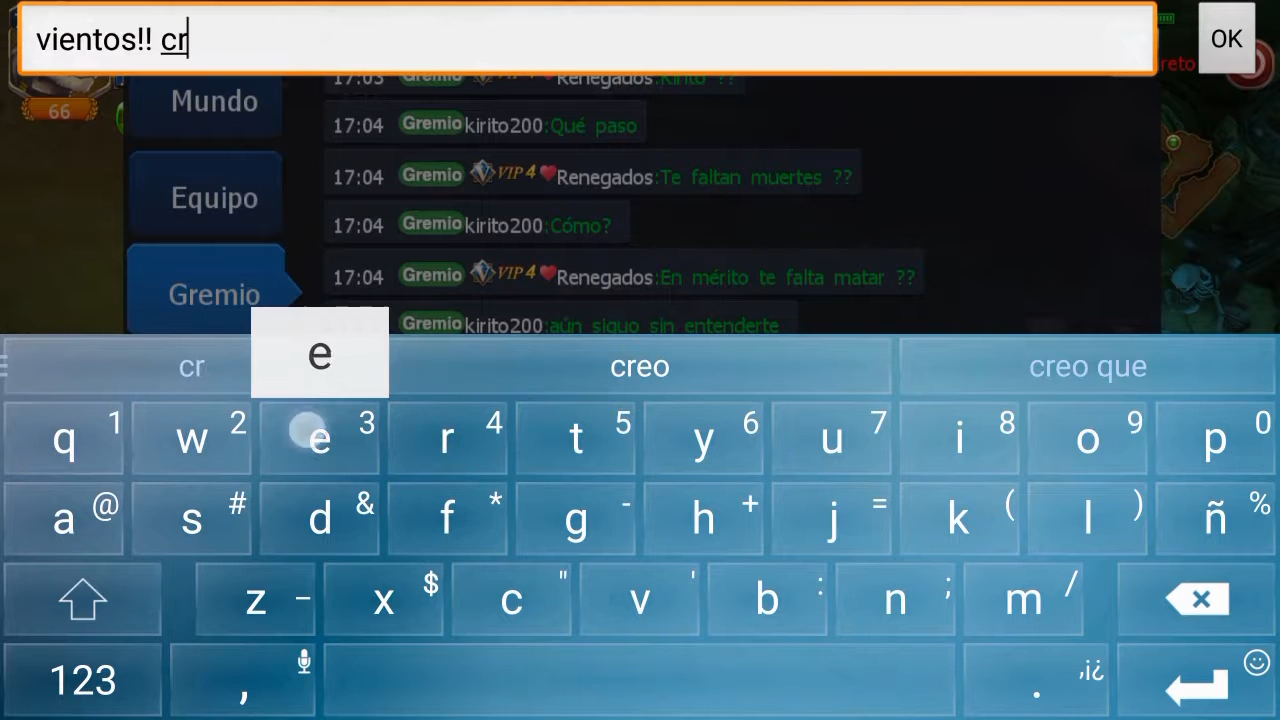 vientos!! cr
OK
reto
66
Mundo
Equipo
Gremio
17:03 Gremio VIP 4 Renegados:Kirito ??
17:04 Gremio kirito200:Qué paso
17:04 Gremio VIP 4 Renegados:Te faltan muertes ??
17:04 Gremio kirito200:Cómo?
17:04 Gremio VIP 4 Renegados:En mérito te falta matar ??
Gremio kirito200:aún siguo sin entenderte
cr e creo creo que
q 1 w 2 e 3 r 4 t 5 y 6 u 7 i 8 o 9 p 0
a @ s # d & f * g - h + j = k ( l ) ñ %
z _ x $ c " v ' b : n ; m /
123 , . ,¡¿